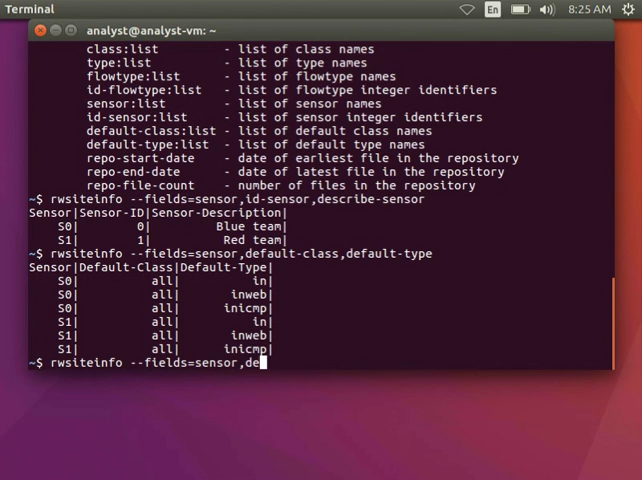 Terminal
En
8:25 AM
analyst@analyst-vm: ~
class:list - list of class names
type:list - list of type names
flowtype:list - list of flowtype names
id-flowtype:list - list of flowtype integer identifiers
sensor:list - list of sensor names
id-sensor:list - list of sensor integer identifiers
default-class:list - list of default class names
default-type:list - list of default type names
repo-start-date - date of earliest file in the repository
repo-end-date - date of latest file in the repository
repo-file-count - number of files in the repository
~$ rwsiteinfo --fields=sensor,id-sensor,describe-sensor
Sensor|Sensor-ID|Sensor-Description|
S0| 0| Blue team|
S1| 1| Red team|
~$ rwsiteinfo --fields=sensor,default-class,default-type
Sensor|Default-Class|Default-Type|
S0| all| in|
S0| all| inweb|
S0| all| inicmp|
S1| all| in|
S1| all| inweb|
S1| all| inicmp|
~$ rwsiteinfo --fields=sensor,de